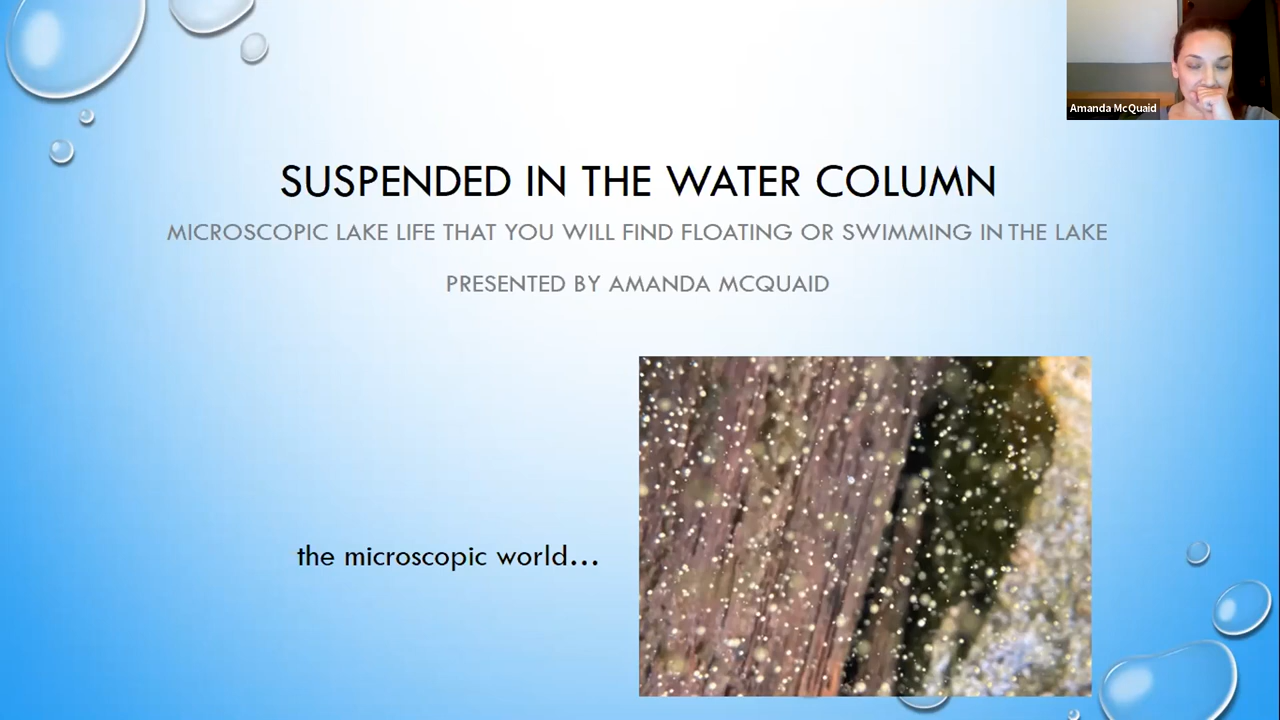 Amanda McQuaid
SUSPENDED IN THE WATER COLUMN
MICROSCOPIC LAKE LIFE THAT YOU WILL FIND FLOATING OR SWIMMING IN THE LAKE
PRESENTED BY AMANDA MCQUAID
the microscopic world...